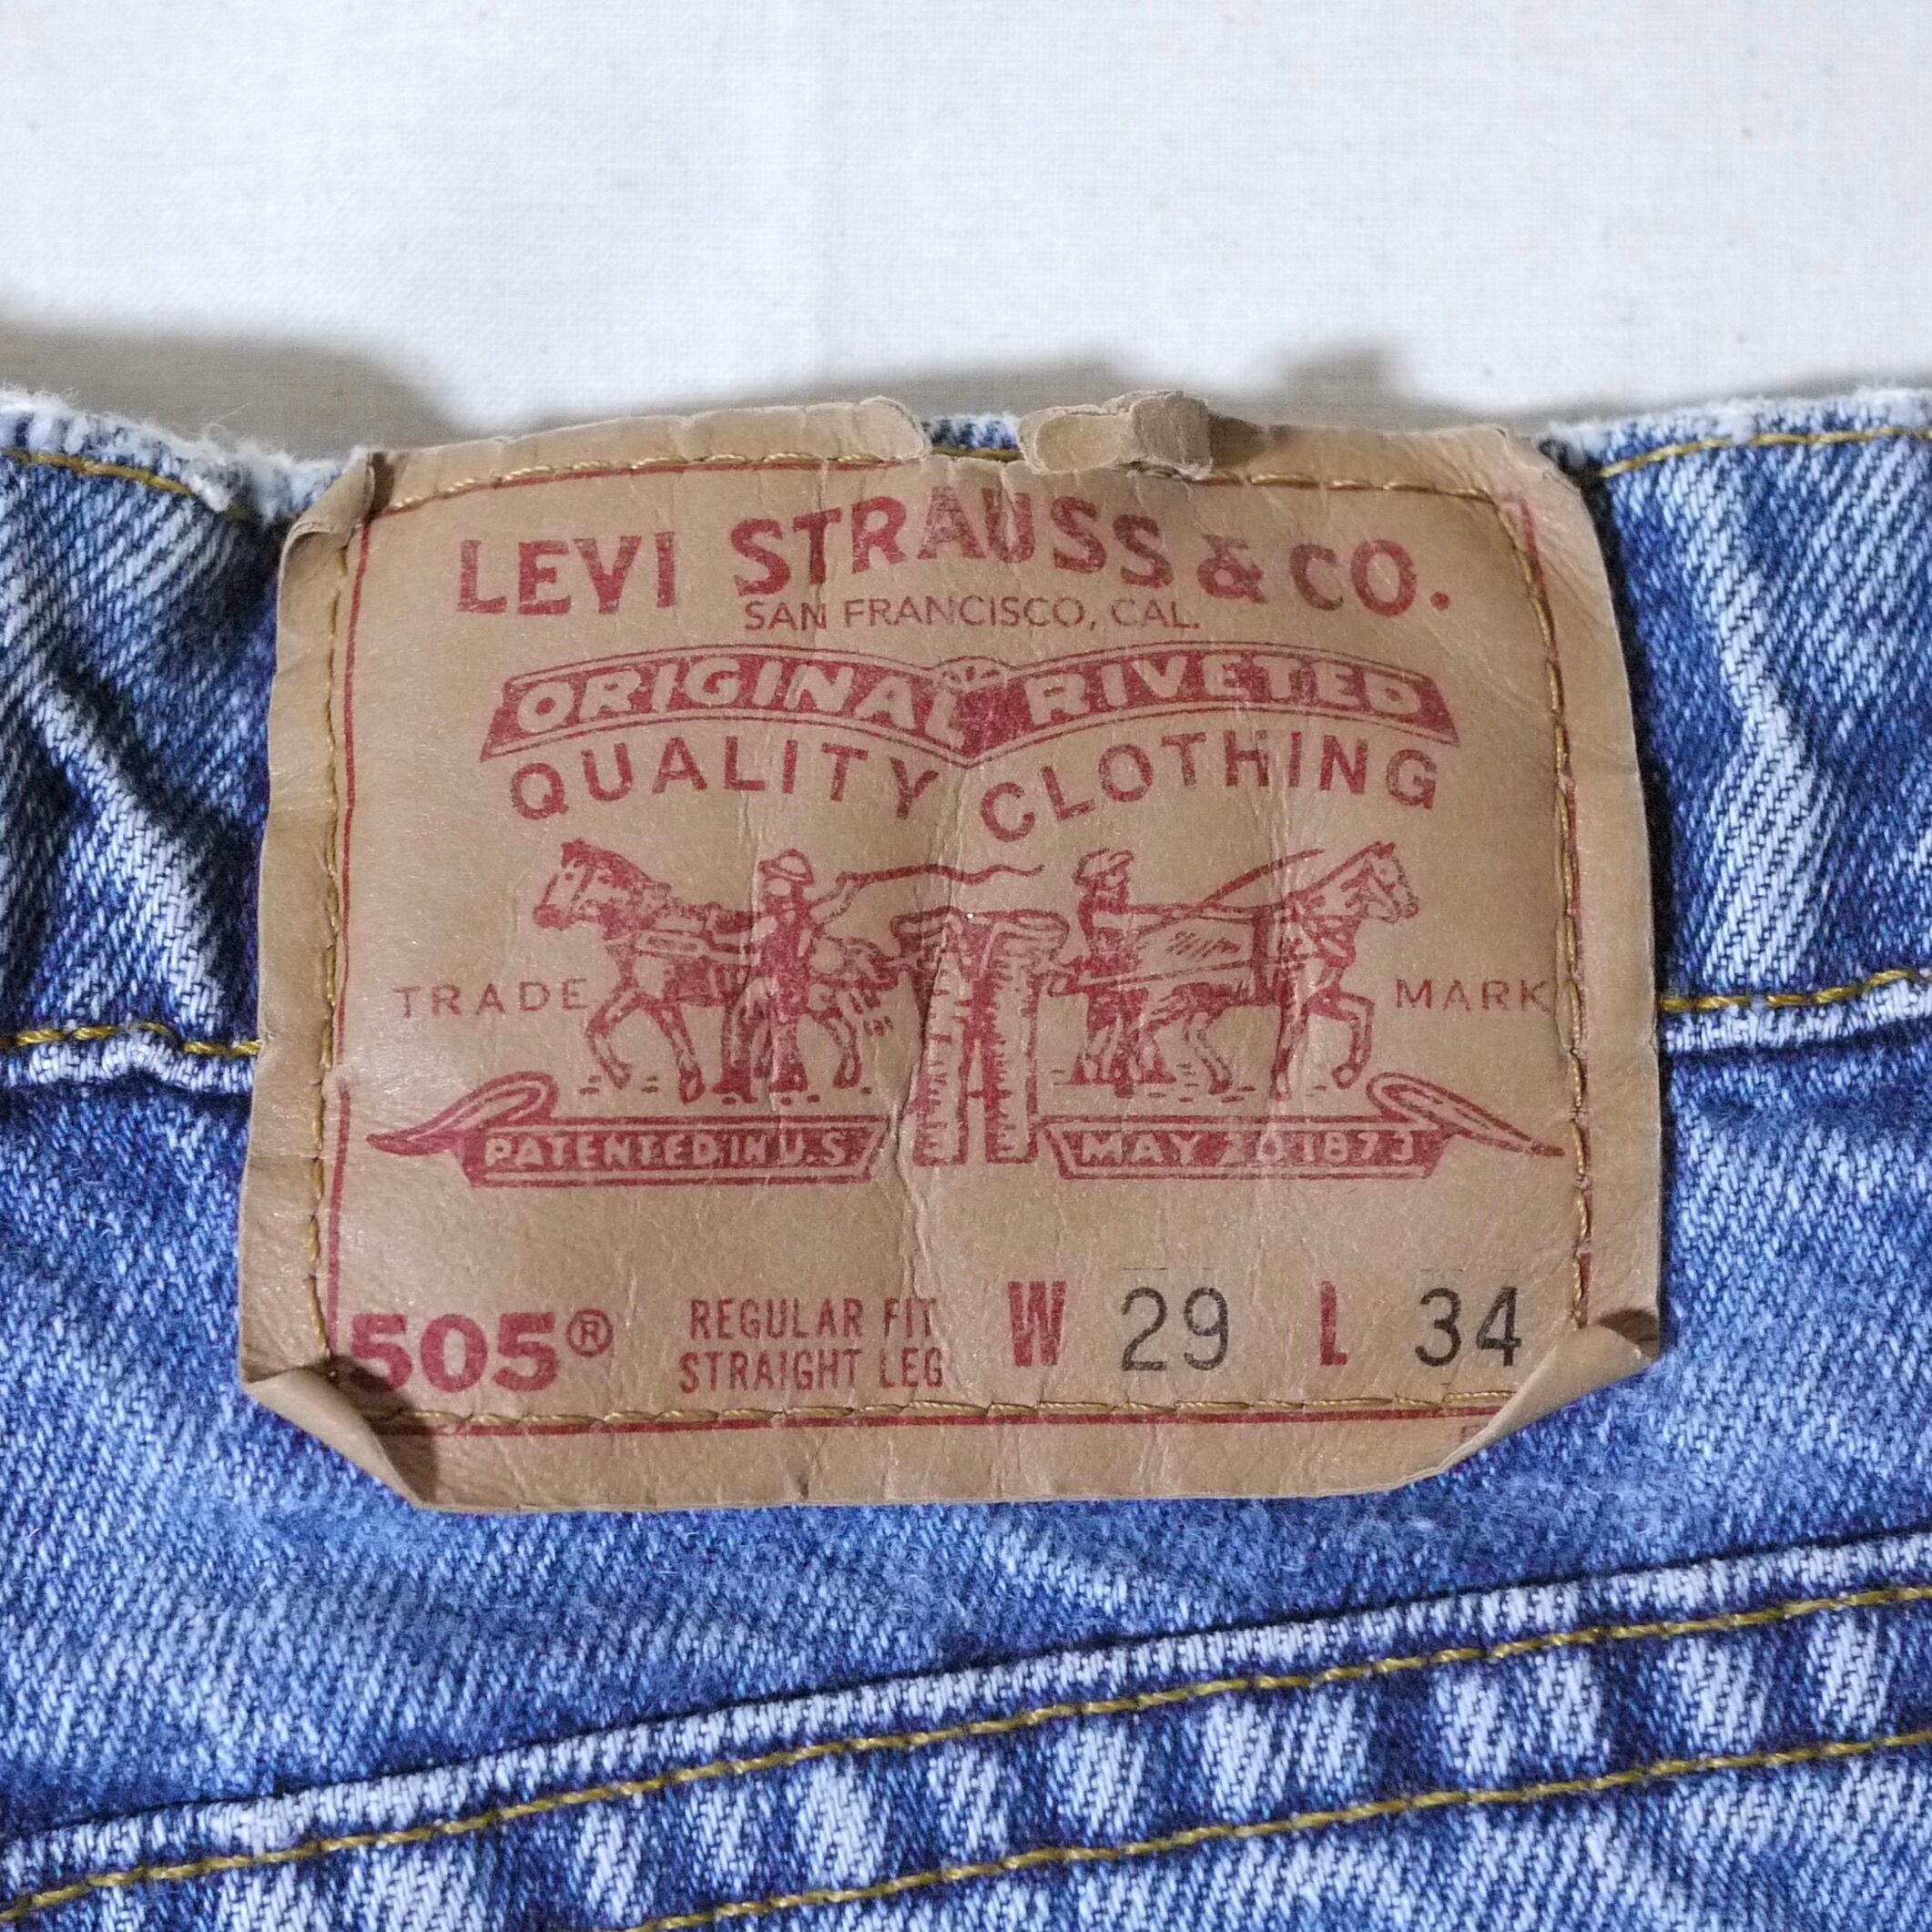 LEVI STRAUSS & CO.
SAN FRANCISCO, CAL.
ORIGINAL RIVETED
QUALITY CLOTHING
TRADE MARK
PATENTED IN U.S. MAY 20 1873
505® REGULAR FIT W 29 L 34
STRAIGHT LEG